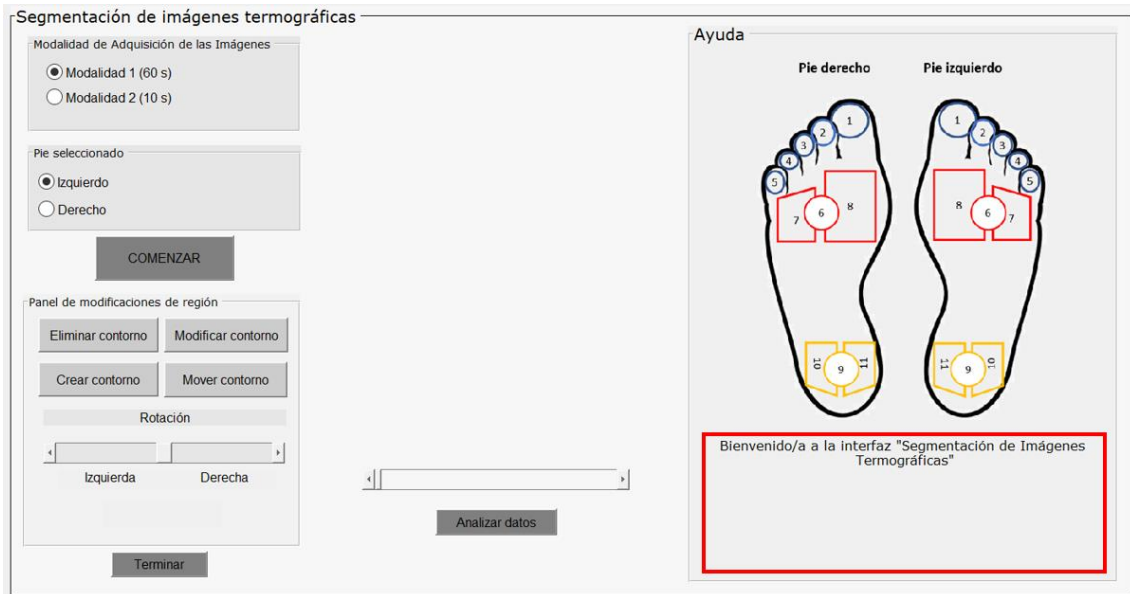 Segmentación de imágenes termográficas
Modalidad de Adquisición de las Imágenes
Modalidad 1 (60 s)
Modalidad 2 (10 s)
Pie seleccionado
Izquierdo
Derecho
COMENZAR
Panel de modificaciones de región
Eliminar contorno
Modificar contorno
Crear contorno
Mover contorno
Rotación
Izquierda
Derecha
Terminar
Analizar datos
Ayuda
Pie derecho
1
2
3
4
5
7
6
8
10
9
11
Pie izquierdo
1
2
3
4
5
8
6
7
11
9
10
Bienvenido/a a la interfaz "Segmentación de Imágenes
Termográficas"